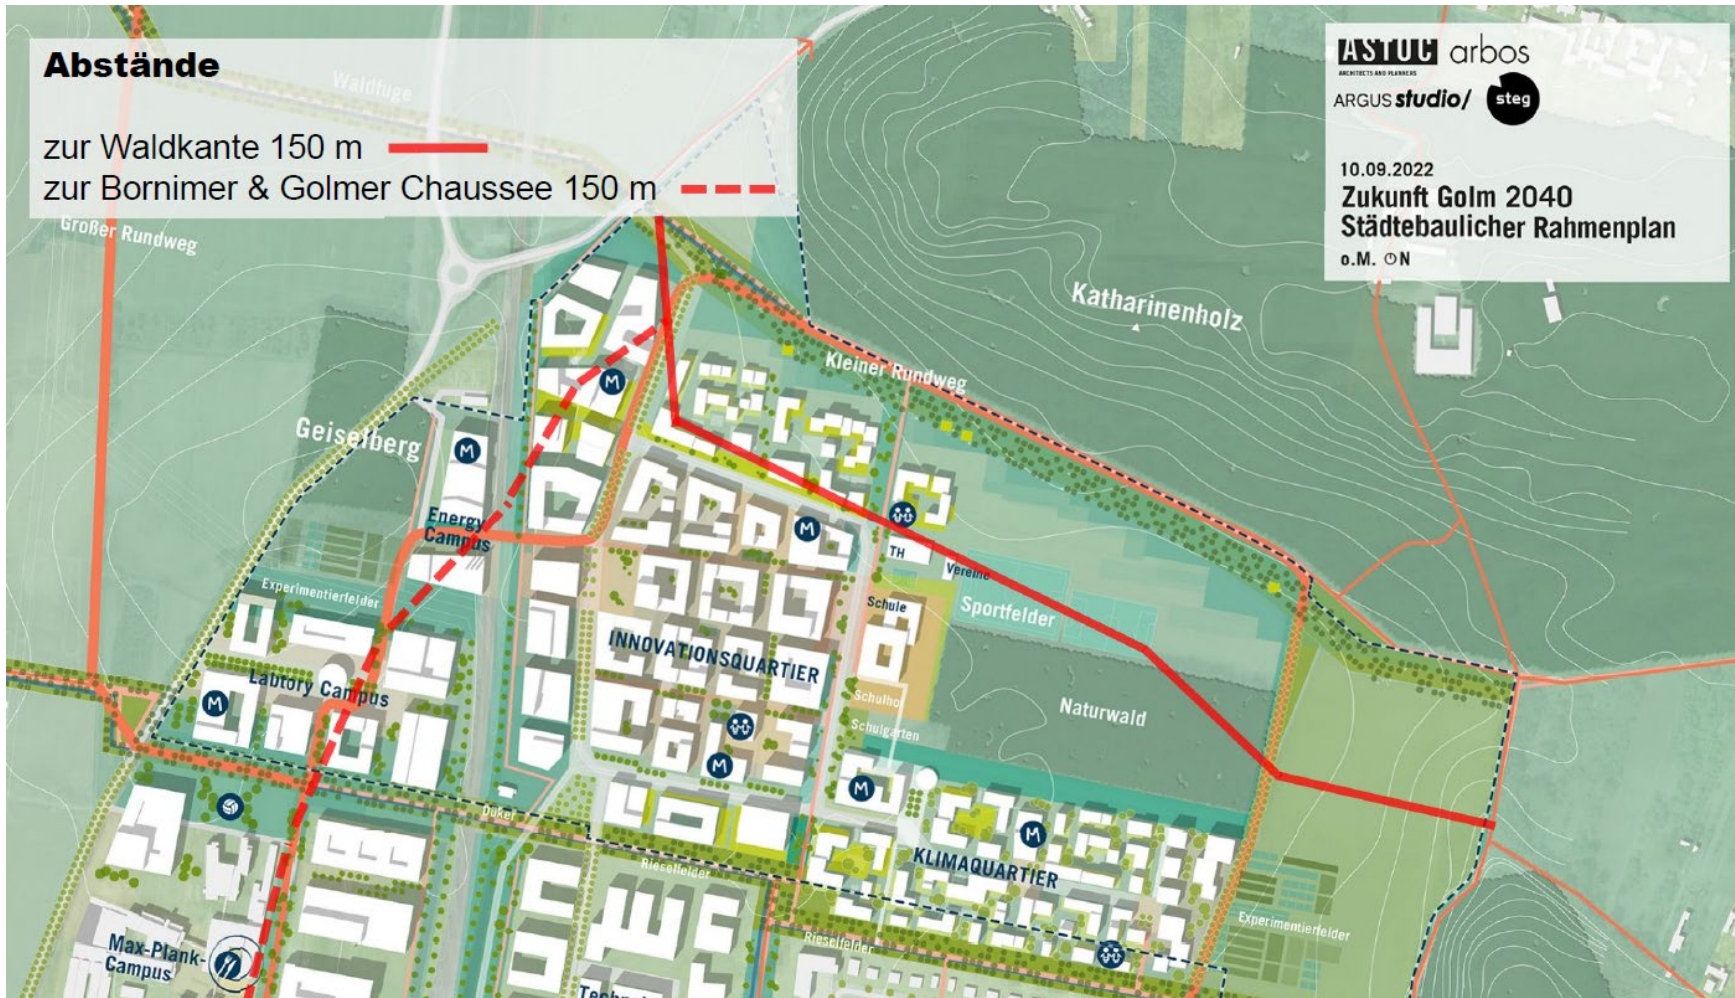 Abstände
zur Waldkante 150 m
zur Bornimer & Golmer Chaussee 150 m
Waldfuge
Großer Rundweg
ASTOC
ARCHITECTS AND PLANNERS
arbos
ARGUS studio/
steg
10.09.2022
Zukunft Golm 2040
Städtebaulicher Rahmenplan
o.M. N
Katharinenholz
Kleiner Rundweg
M
Geiselberg
M
Energy
Campus
M
TH
Vereine
Experimentierfelder
Schule
Sportfelder
INNOVATIONSQUARTIER
Labtory Campus
M
Schulho
Naturwald
Schulgarten
M
M
Düker
M
KLIMAQUARTIER
Rieselfelder
Experimentierfelder
Rieselfelder
Max-Plank-
Campus